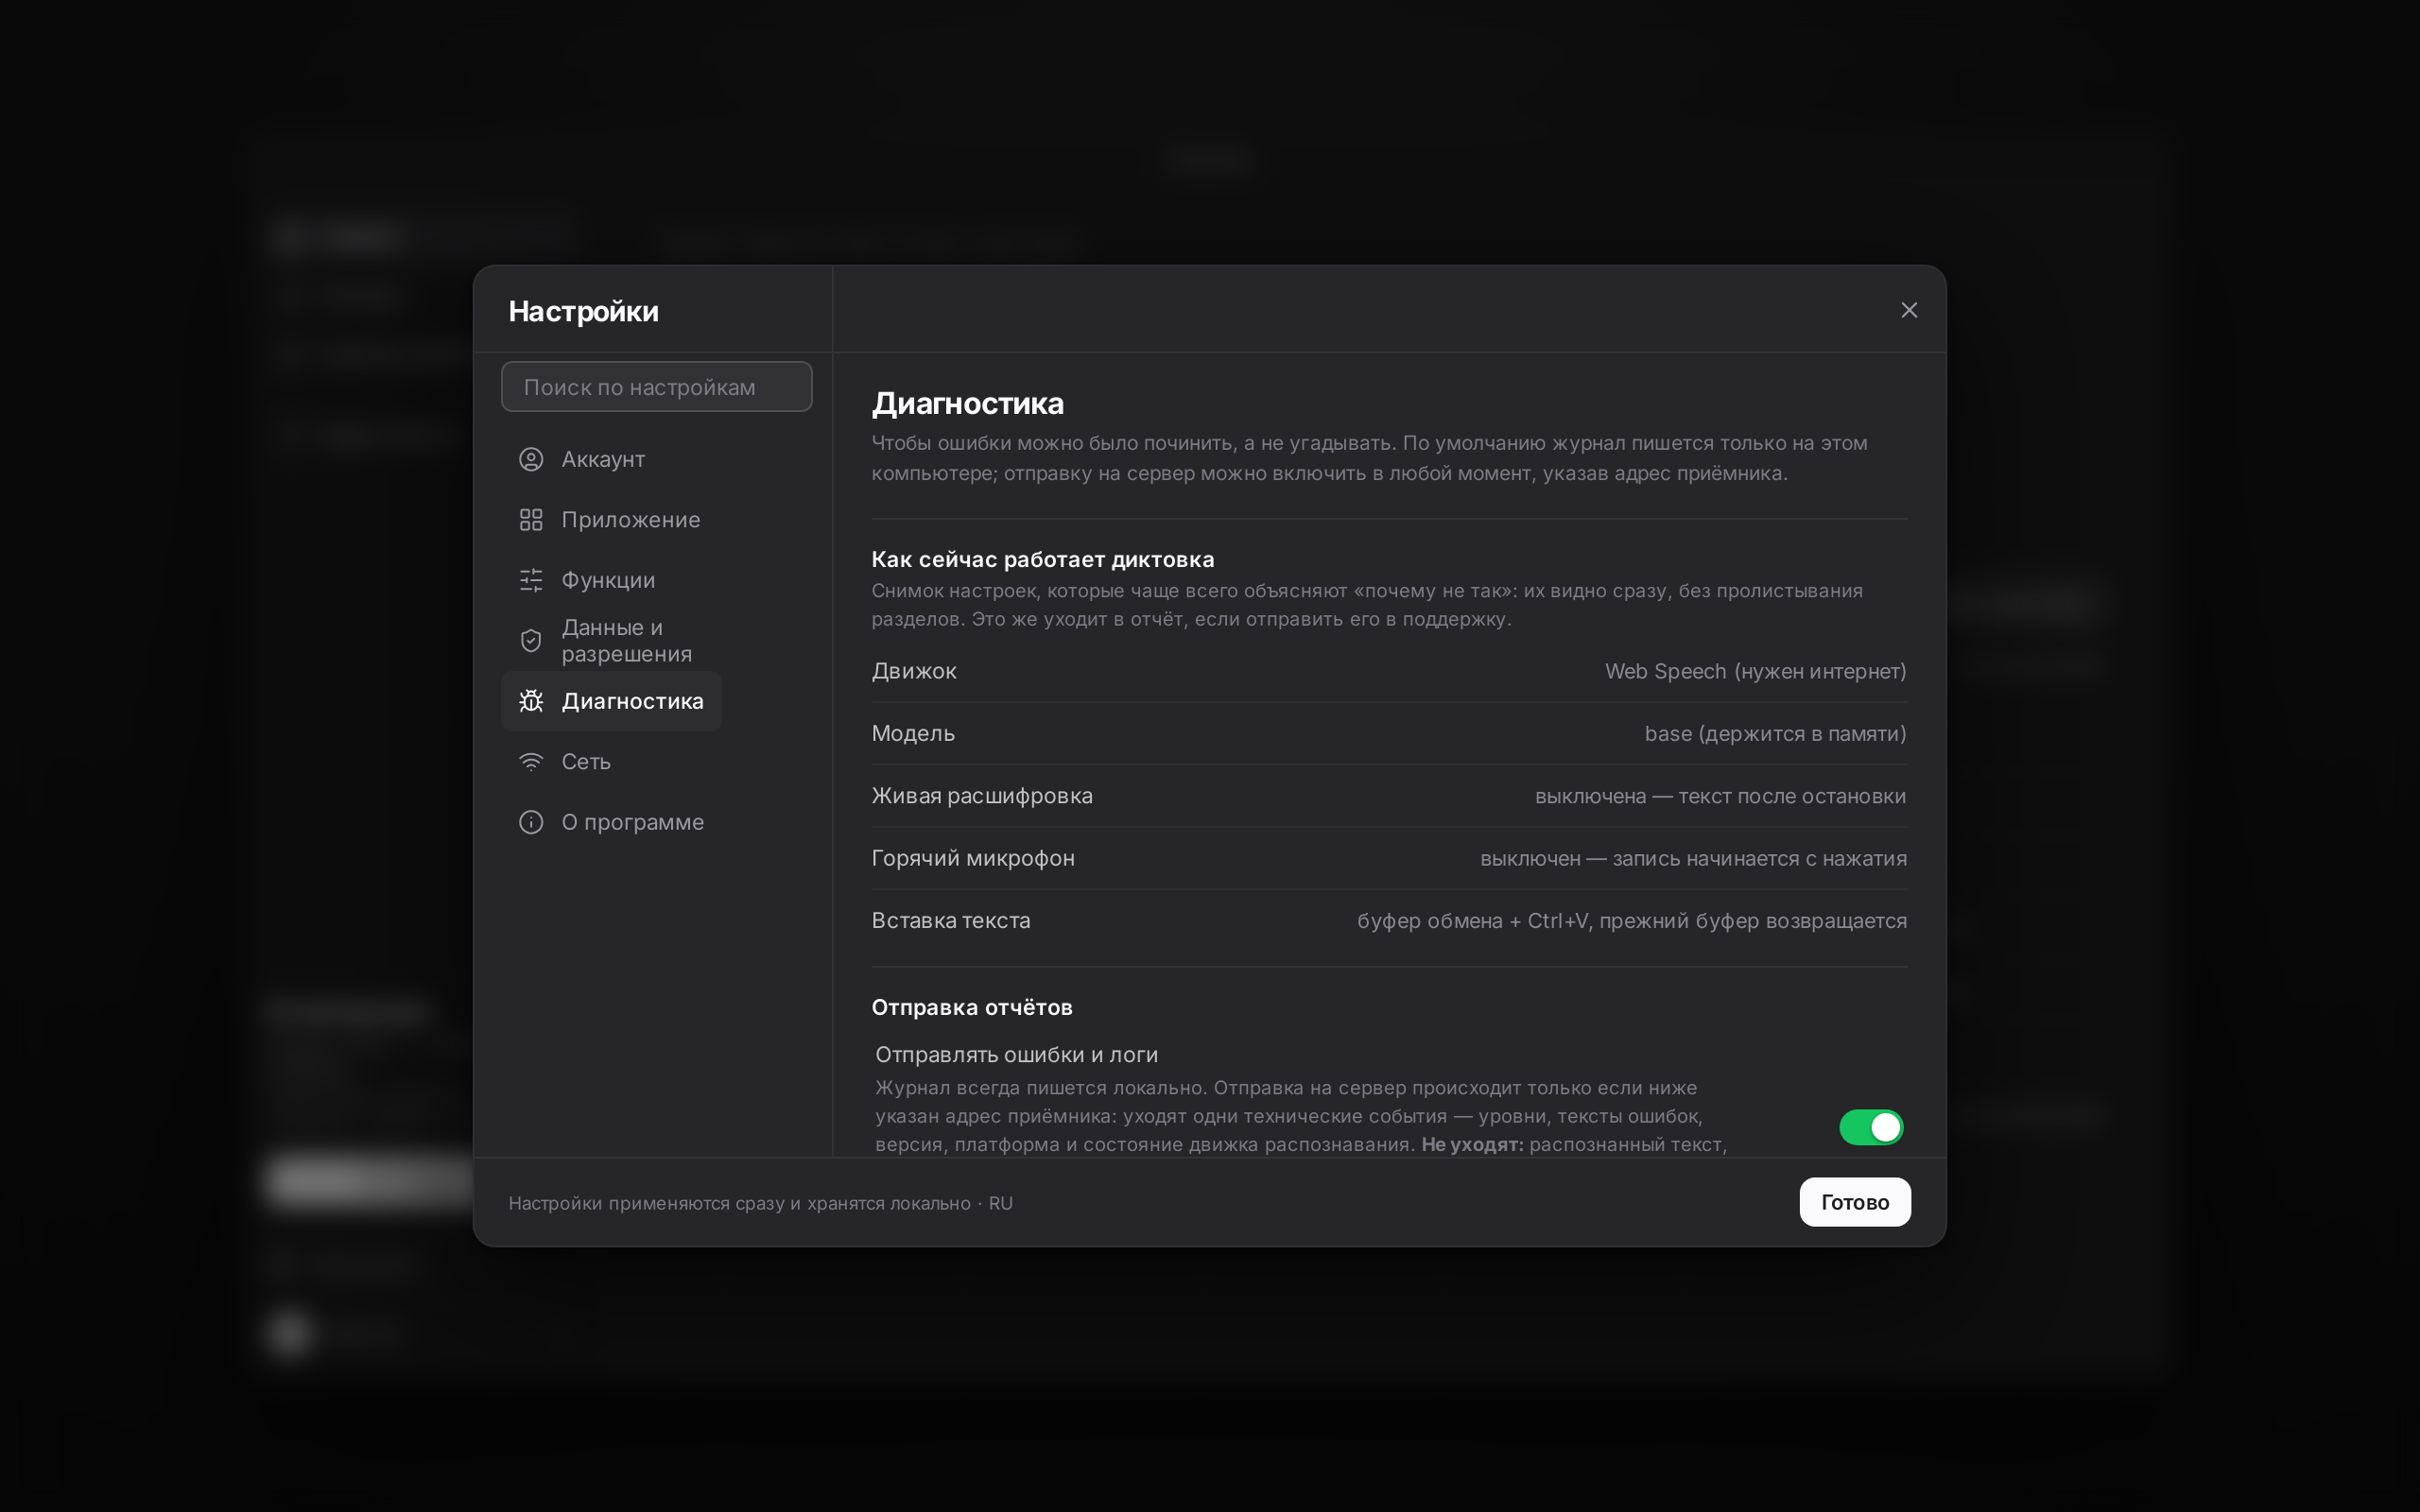 Настройки
Поиск по настройкам
Аккаунт
Приложение
Функции
Данные и
разрешения
Диагностика
Сеть
О программе
Диагностика
Чтобы ошибки можно было починить, а не угадывать. По умолчанию журнал пишется только на этом
компьютере; отправку на сервер можно включить в любой момент, указав адрес приёмника.
Как сейчас работает диктовка
Снимок настроек, которые чаще всего объясняют «почему не так»: их видно сразу, без пролистывания
разделов. Это же уходит в отчёт, если отправить его в поддержку.
Движок Web Speech (нужен интернет)
Модель base (держится в памяти)
Живая расшифровка выключена — текст после остановки
Горячий микрофон выключен — запись начинается с нажатия
Вставка текста буфер обмена + Ctrl+V, прежний буфер возвращается
Отправка отчётов
Отправлять ошибки и логи
Журнал всегда пишется локально. Отправка на сервер происходит только если ниже
указан адрес приёмника: уходят одни технические события — уровни, тексты ошибок,
версия, платформа и состояние движка распознавания. Не уходят: распознанный текст,
Настройки применяются сразу и хранятся локально · RU
Готово